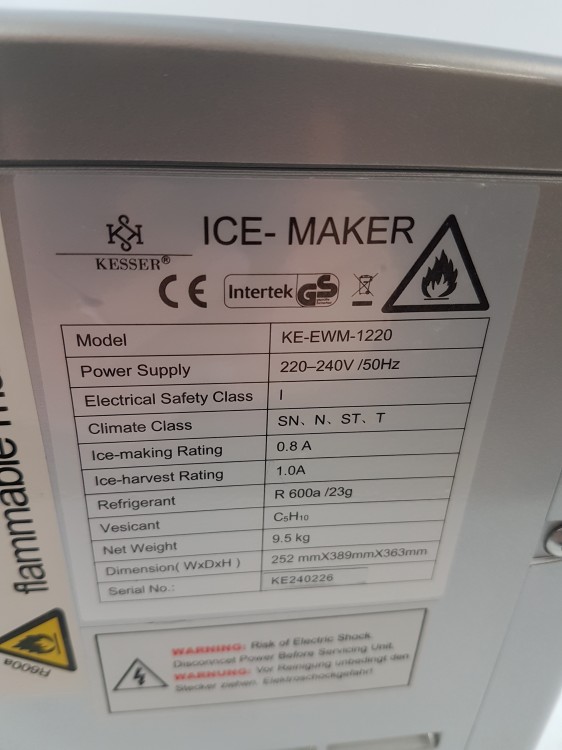 KESSER®
ICE- MAKER
CE Intertek GS
Model KE-EWM-1220
Power Supply 220–240V /50Hz
Electrical Safety Class I
Climate Class SN、N、ST、T
Ice-making Rating 0.8 A
Ice-harvest Rating 1.0A
Refrigerant R 600a /23g
Vesicant C₅H₁₀
Net Weight 9.5 kg
Dimension( WxDxH ) 252 mmX389mmX363mm
Serial No.: KE240226
WARNING: Risk of Electric Shock.
Disconnect Power Before Servicing Unit.
WARNUNG: Vor Reinigung unbedingt den
Stecker ziehen. Elektroschockgefahr!
flammable
R600a